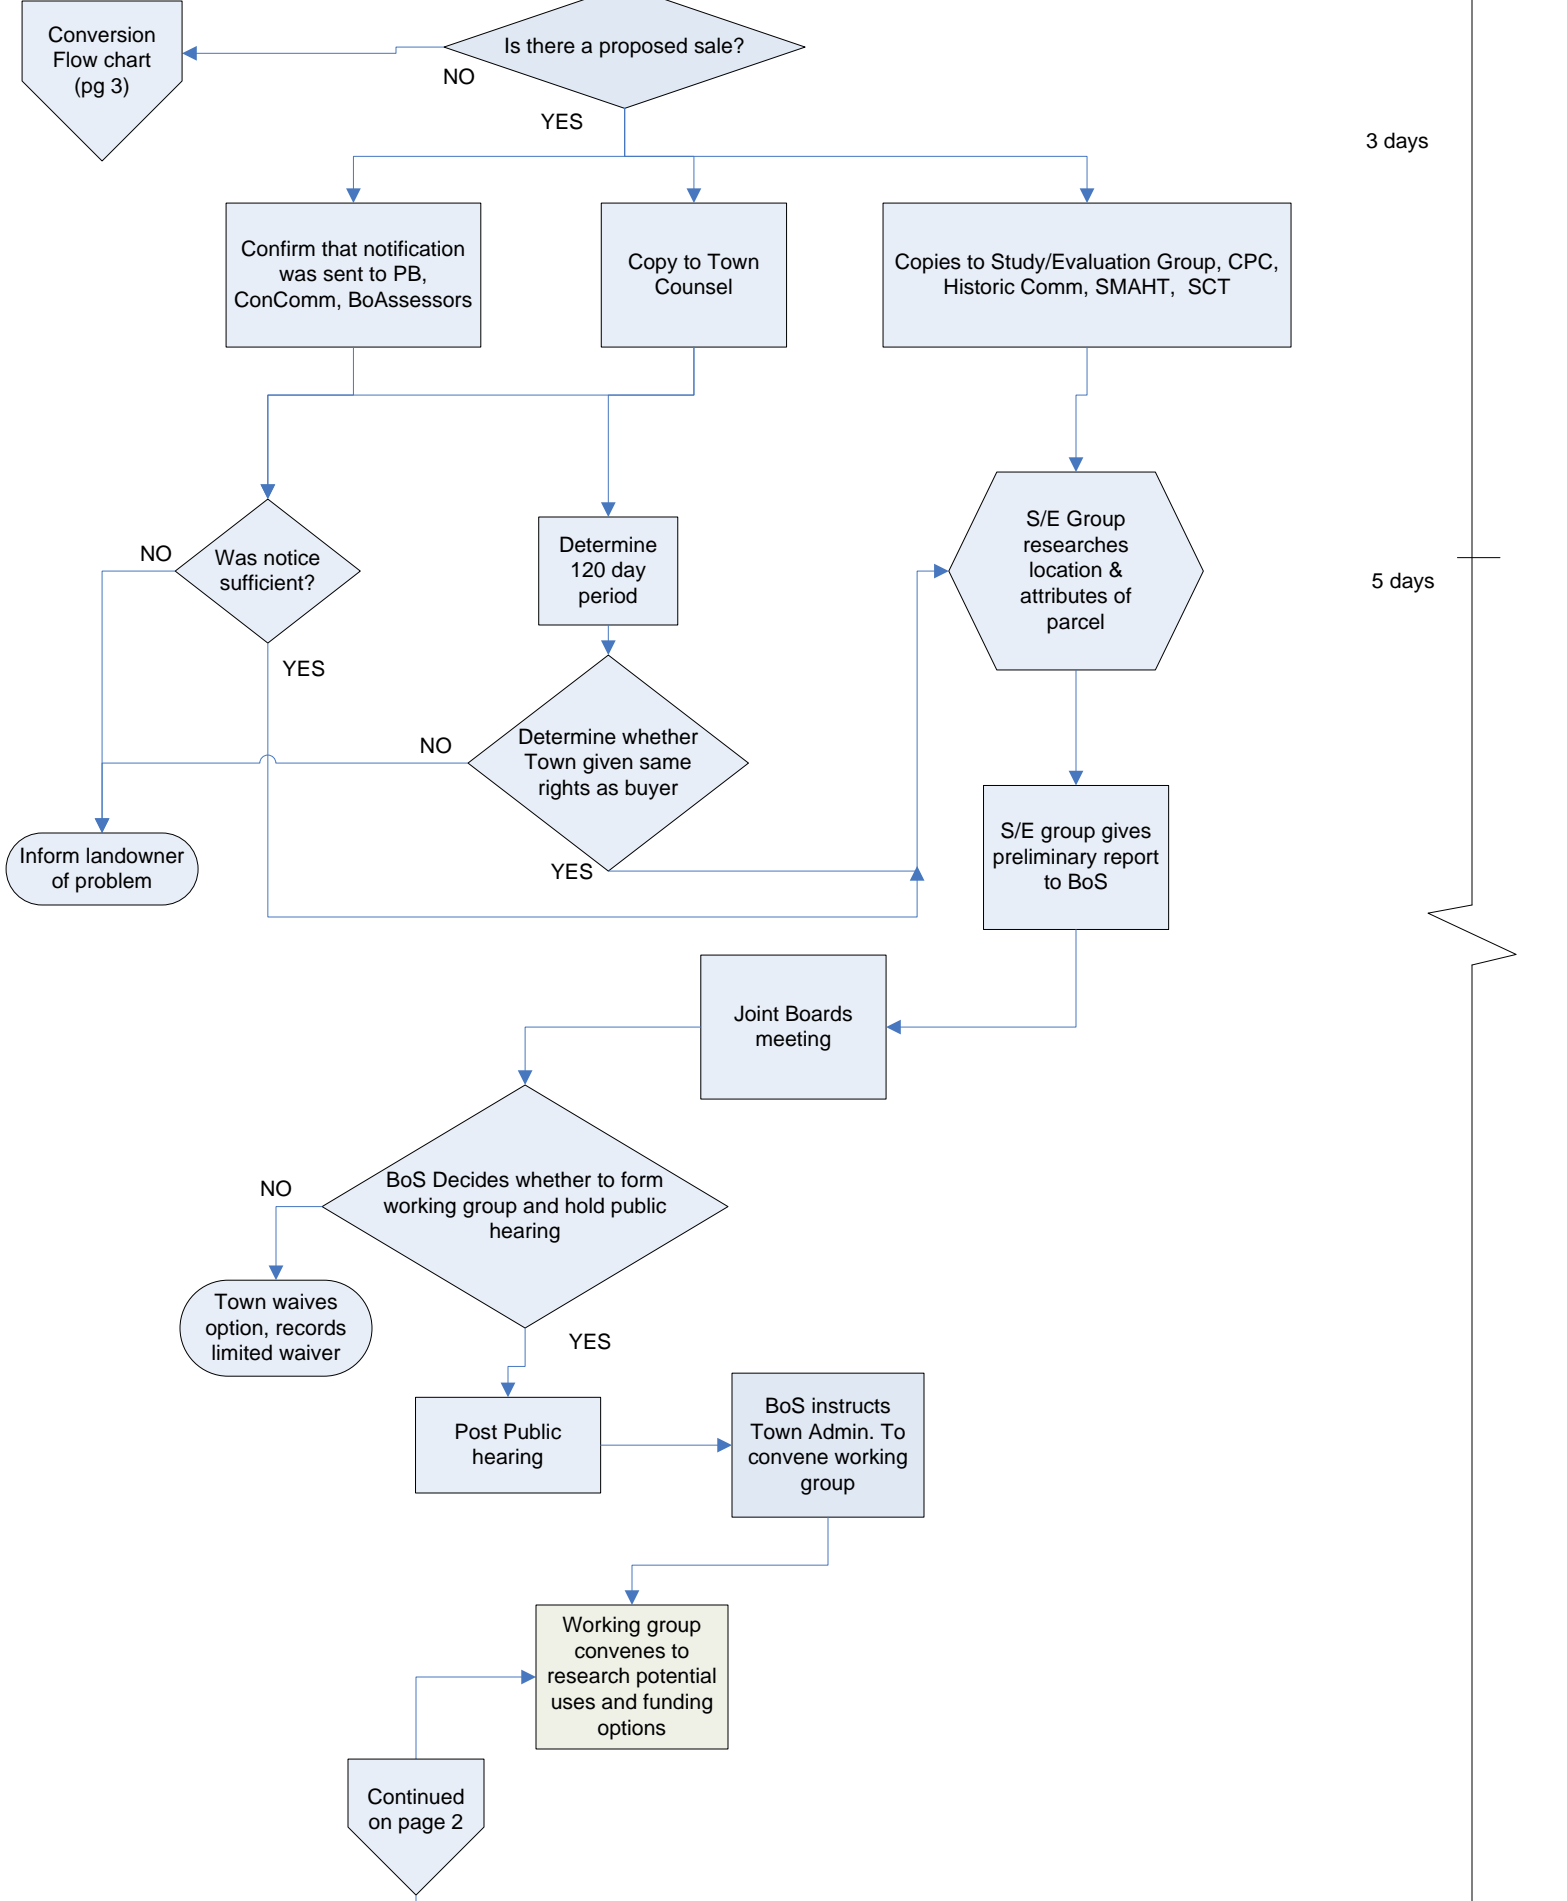 Conversion
Flow chart
(pg 3)
Is there a proposed sale?
NO
YES
3 days
Confirm that notification
was sent to PB,
ConComm, BoAssessors
Copy to Town
Counsel
Copies to Study/Evaluation Group, CPC,
Historic Comm, SMAHT, SCT
NO
Was notice
sufficient?
YES
Determine
120 day
period
S/E Group
researches
location &
attributes of
parcel
5 days
NO
Determine whether
Town given same
rights as buyer
YES
Inform landowner
of problem
S/E group gives
preliminary report
to BoS
Joint Boards
meeting
NO
BoS Decides whether to form
working group and hold public
hearing
YES
Town waives
option, records
limited waiver
Post Public
hearing
BoS instructs
Town Admin. To
convene working
group
Working group
convenes to
research potential
uses and funding
options
Continued
on page 2